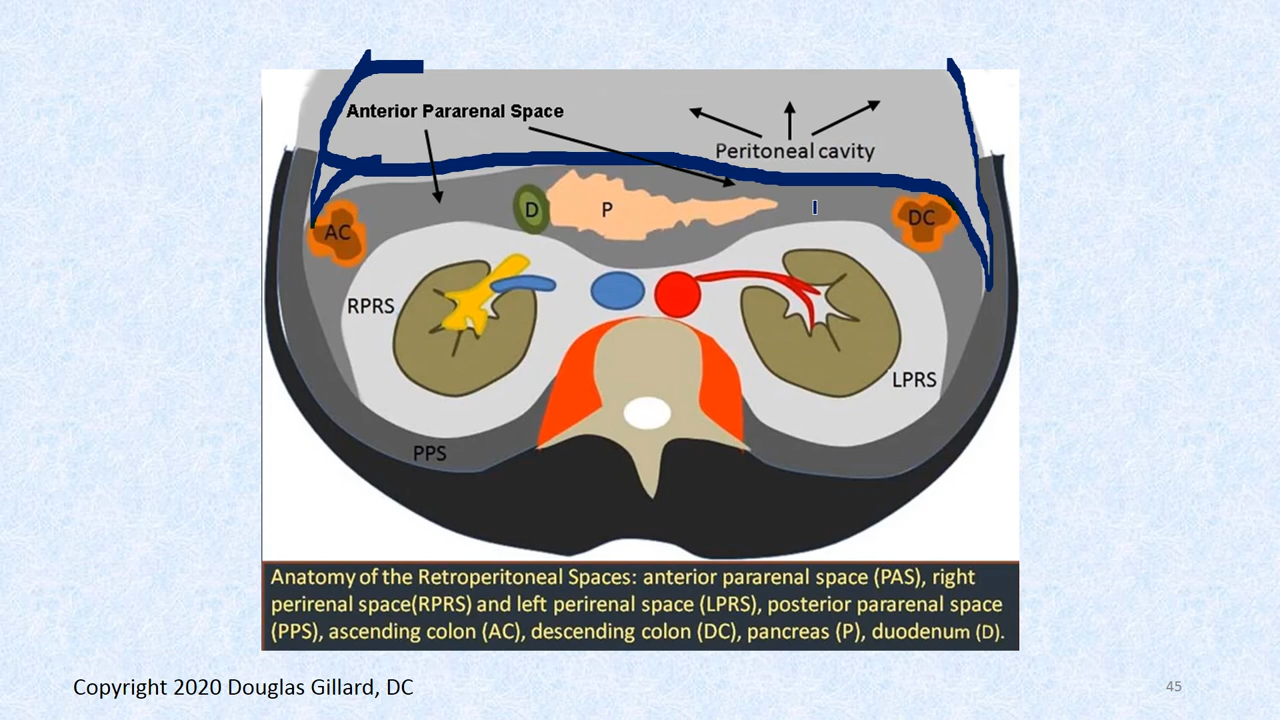 Anterior Pararenal Space
Peritoneal cavity
D
P
I
DC
AC
RPRS
LPRS
PPS
Anatomy of the Retroperitoneal Spaces: anterior pararenal space (PAS), right
perirenal space(RPRS) and left perirenal space (LPRS), posterior pararenal space
(PPS), ascending colon (AC), descending colon (DC), pancreas (P), duodenum (D).
Copyright 2020 Douglas Gillard, DC
45